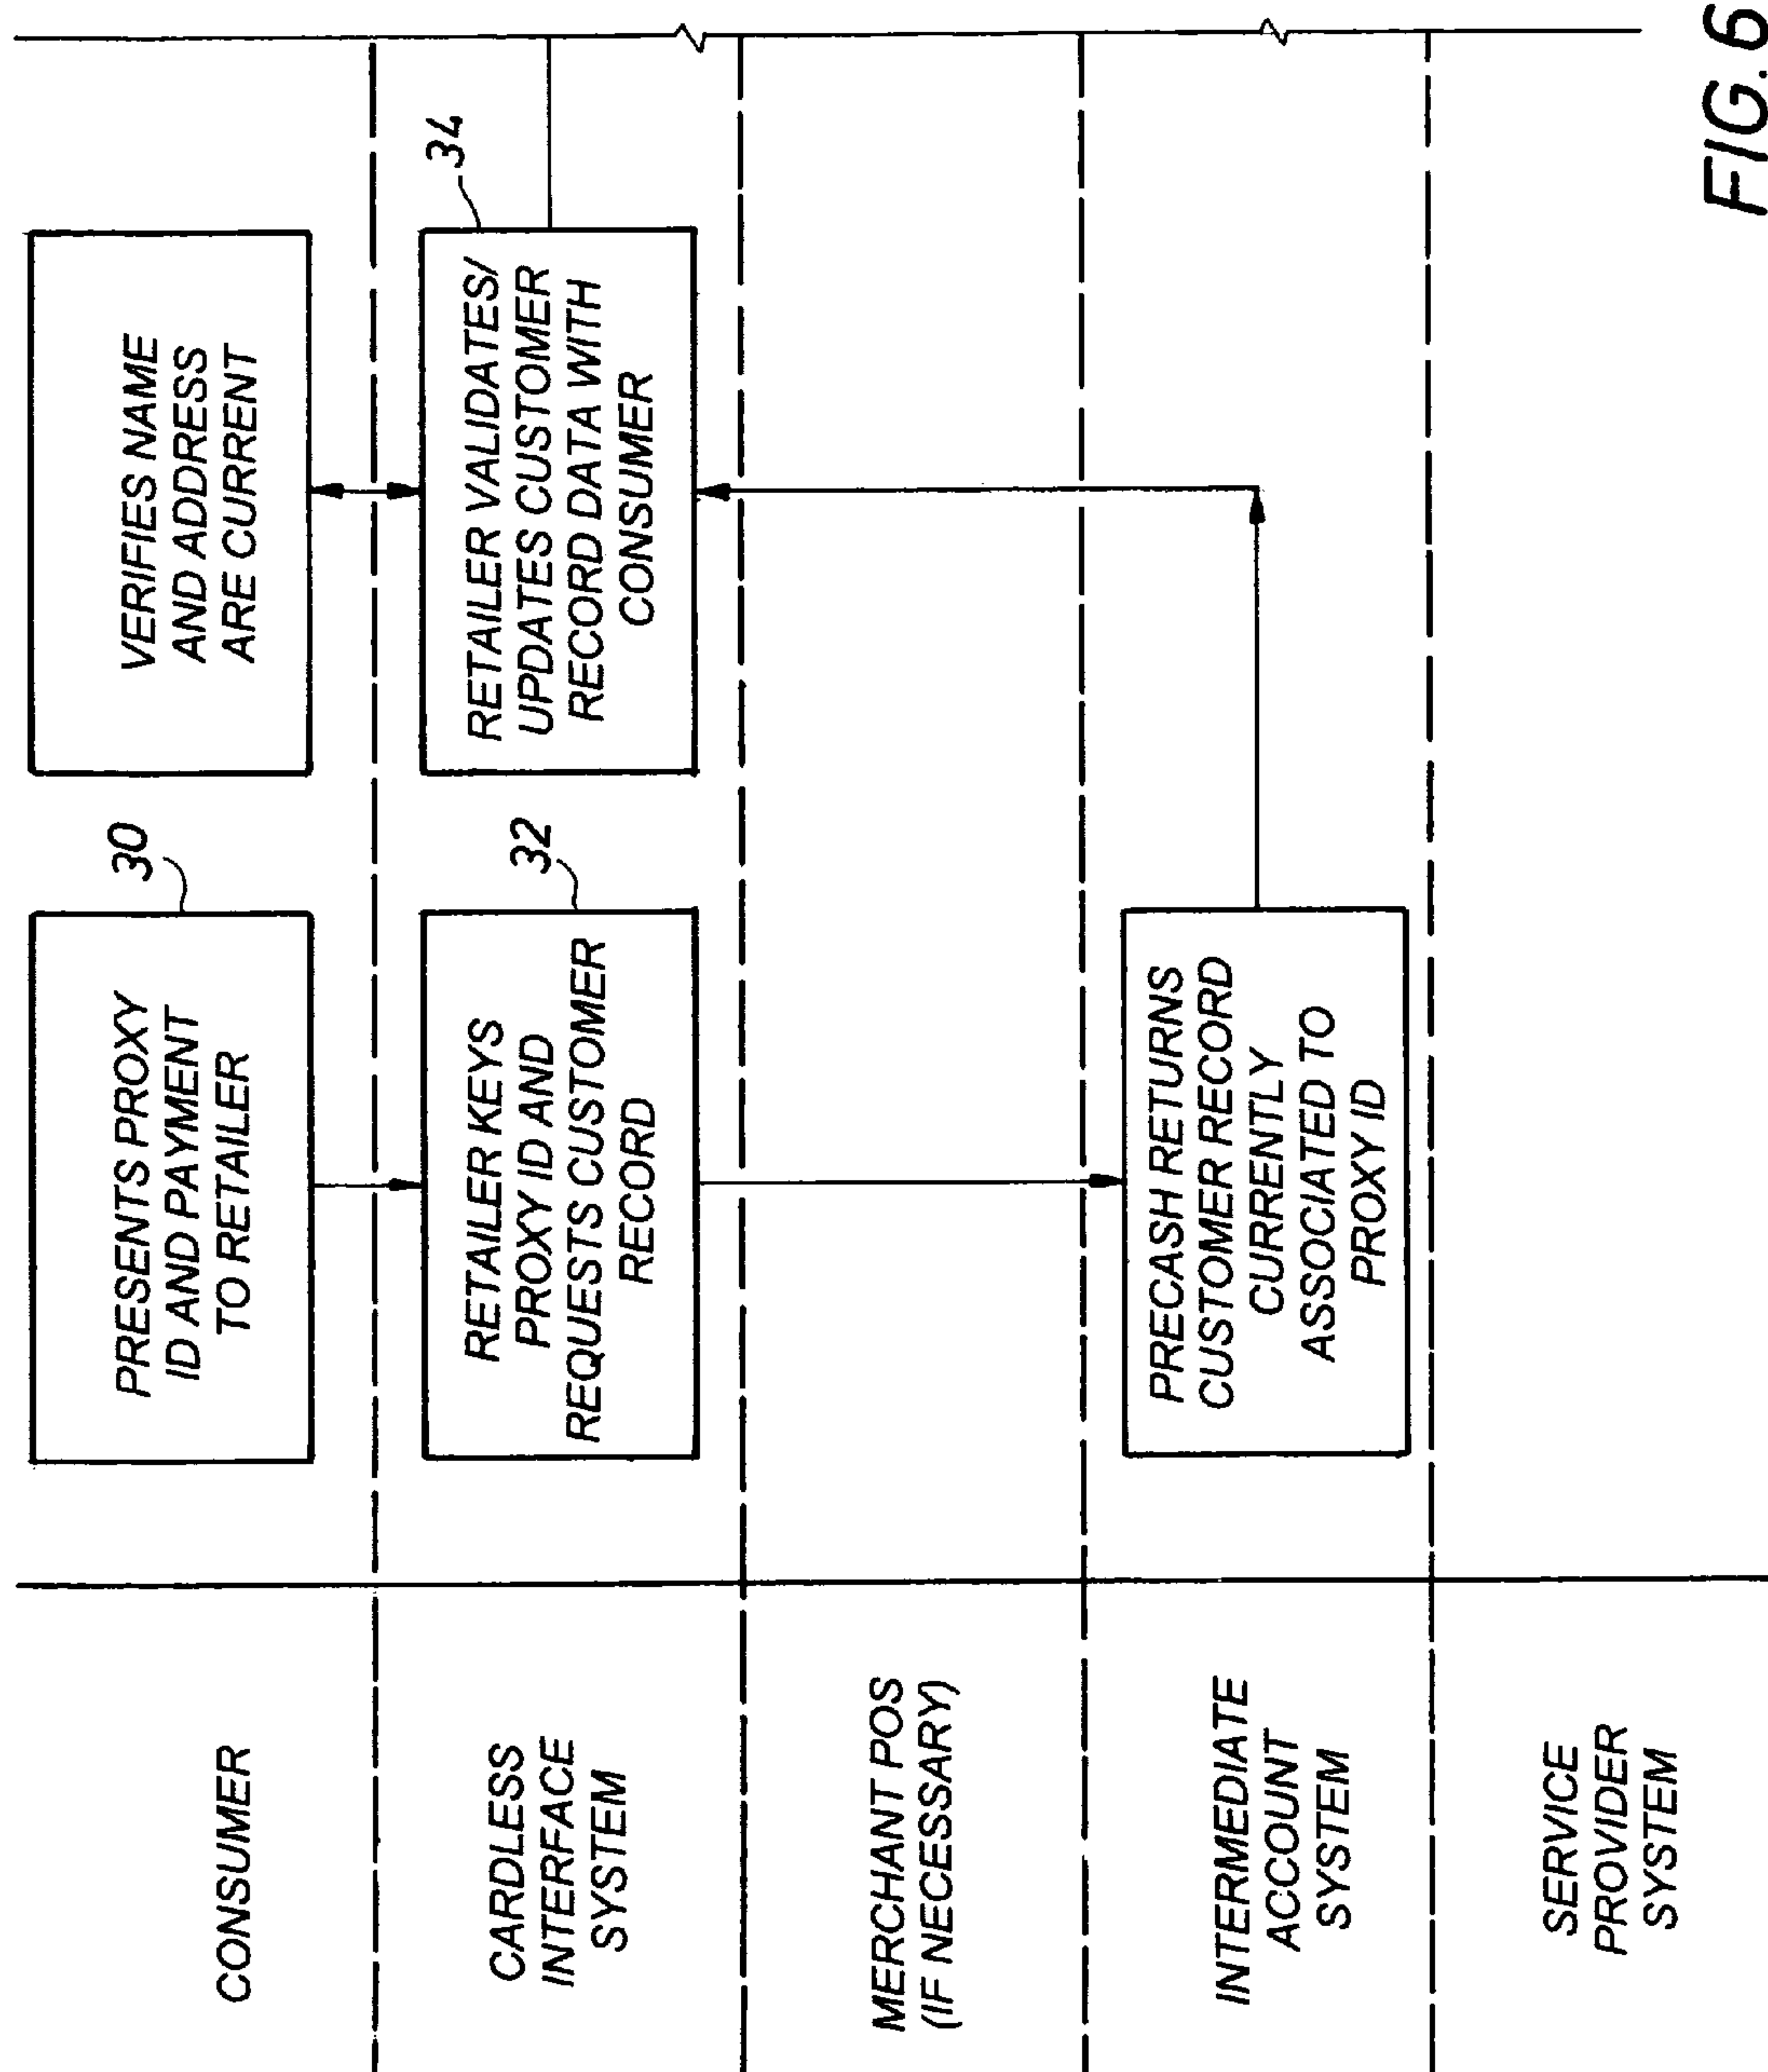 CONSUMER
PRESENTS PROXY
ID AND PAYMENT
TO RETAILER
30
VERIFIES NAME
AND ADDRESS
ARE CURRENT
CARDLESS
INTERFACE
SYSTEM
RETAILER KEYS
PROXY ID AND
REQUESTS CUSTOMER
RECORD
32
RETAILER VALIDATES/
UPDATES CUSTOMER
RECORD DATA WITH
CONSUMER
34
MERCHANT POS
(IF NECESSARY)
INTERMEDIATE
ACCOUNT
SYSTEM
PRECASH RETURNS
CUSTOMER RECORD
CURRENTLY
ASSOCIATED TO
PROXY ID
SERVICE
PROVIDER
SYSTEM
FIG.6